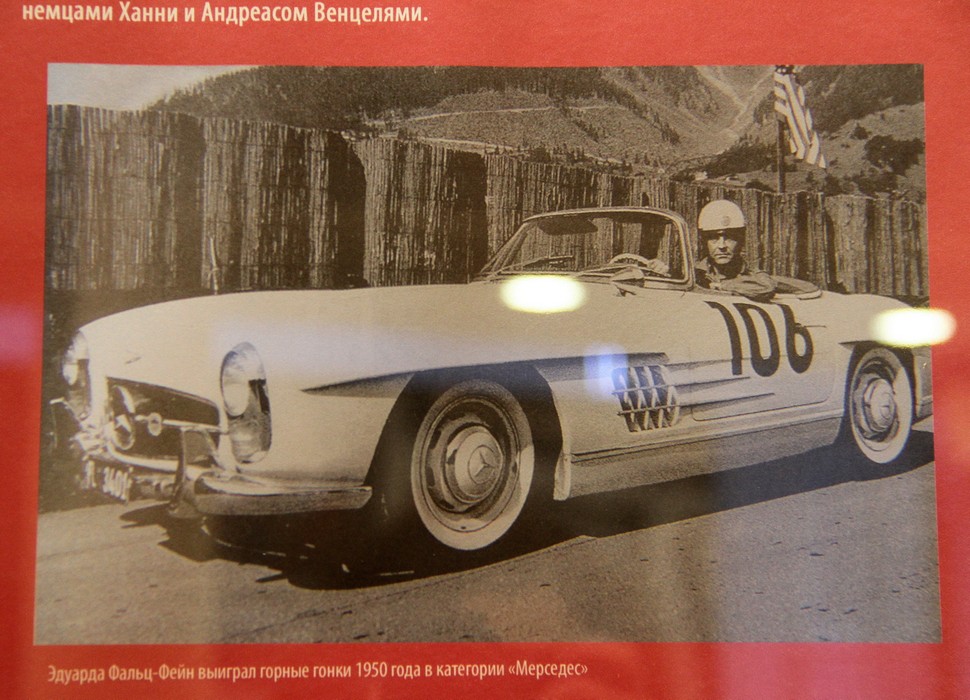 немцами Ханни и Андреасом Венцелями.
106
Эдуарда Фальц-Фейн выиграл горные гонки 1950 года в категории «Мерседес»